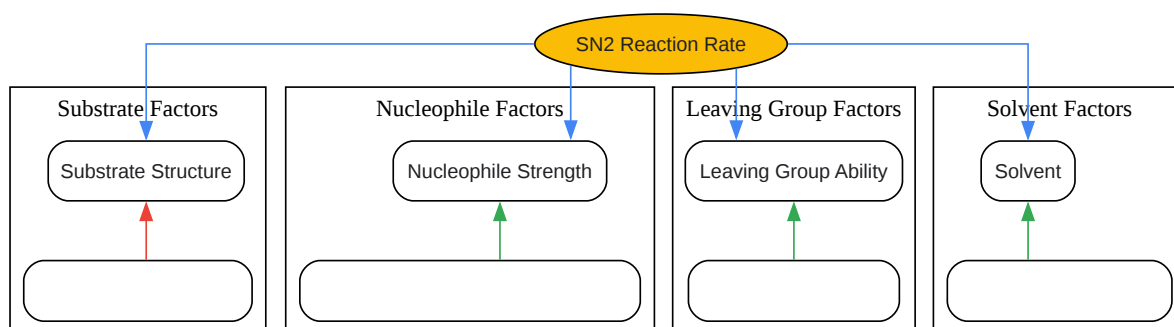 SN2 Reaction Rate
Substrate Factors
Nucleophile Factors
Leaving Group Factors
Solvent Factors
Substrate Structure
Nucleophile Strength
Leaving Group Ability
Solvent